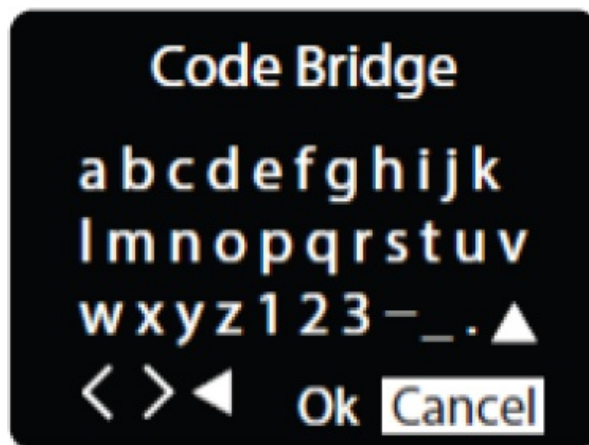 Code Bridge
a b c d e f g h i j k
l m n o p q r s t u v
w x y z 1 2 3 – _ . ▲
< > ◀ Ok Cancel